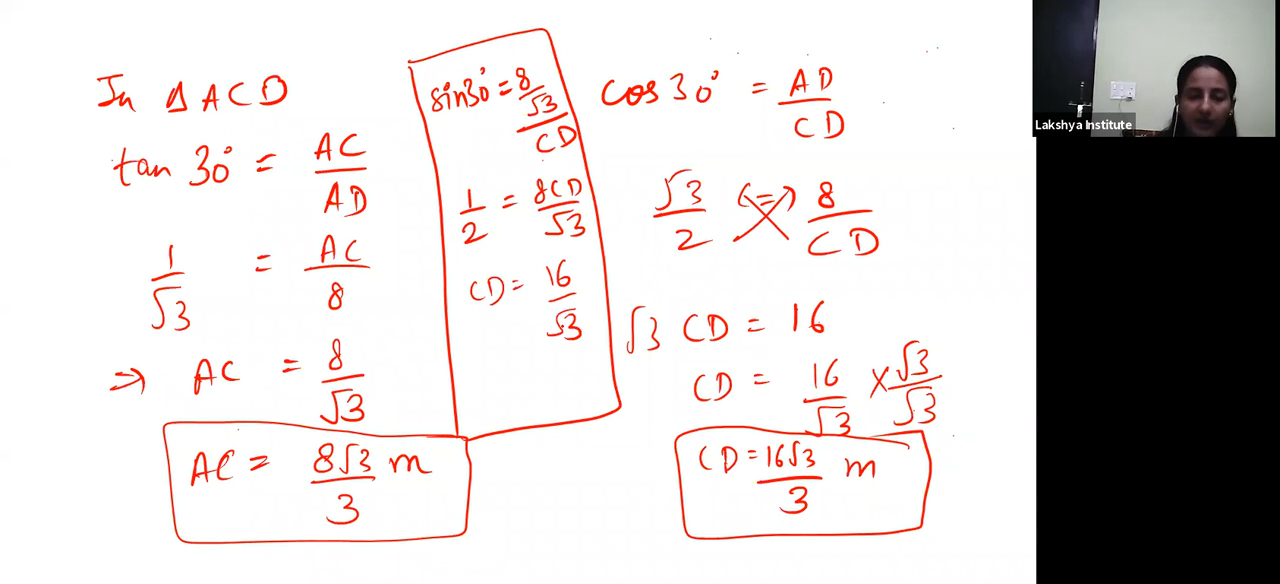 In Δ ACD
tan 30° = AC/AD
1/√3 = AC/8
⇒ AC = 8/√3
AC = 8√3/3 m
sin30° = 8/√3/CD
1/2 = 8CD/√3
CD = 16/√3
cos 30° = AD/CD
√3/2 = 8/CD
√3 CD = 16
CD = 16/√3 × √3/√3
CD = 16√3/3 m
Lakshya Institute